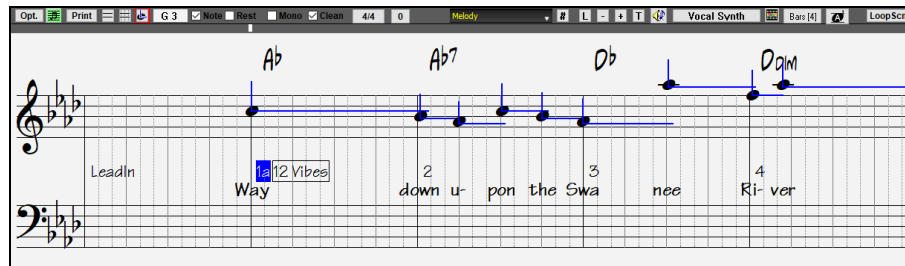 Opt. Print G 3 Note Rest Mono Clean 4/4 0 Melody # L - + T Vocal Synth Bars [4] A LoopScr
Ab Ab7 Db DDIM
LeadIn 1a 12 Vibes 2 3 4
Way down u- pon the Swa nee Ri- ver